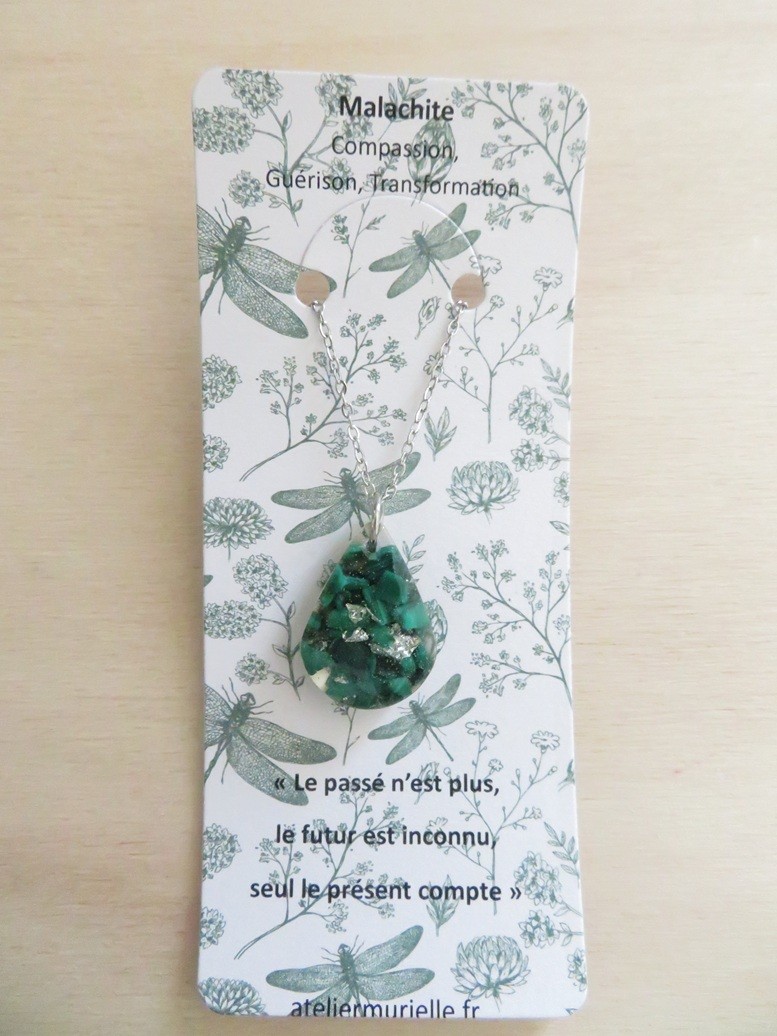 Malachite
Compassion,
Guérison, Transformation
« Le passé n’est plus,
le futur est inconnu,
seul le présent compte »
ateliermurielle.fr